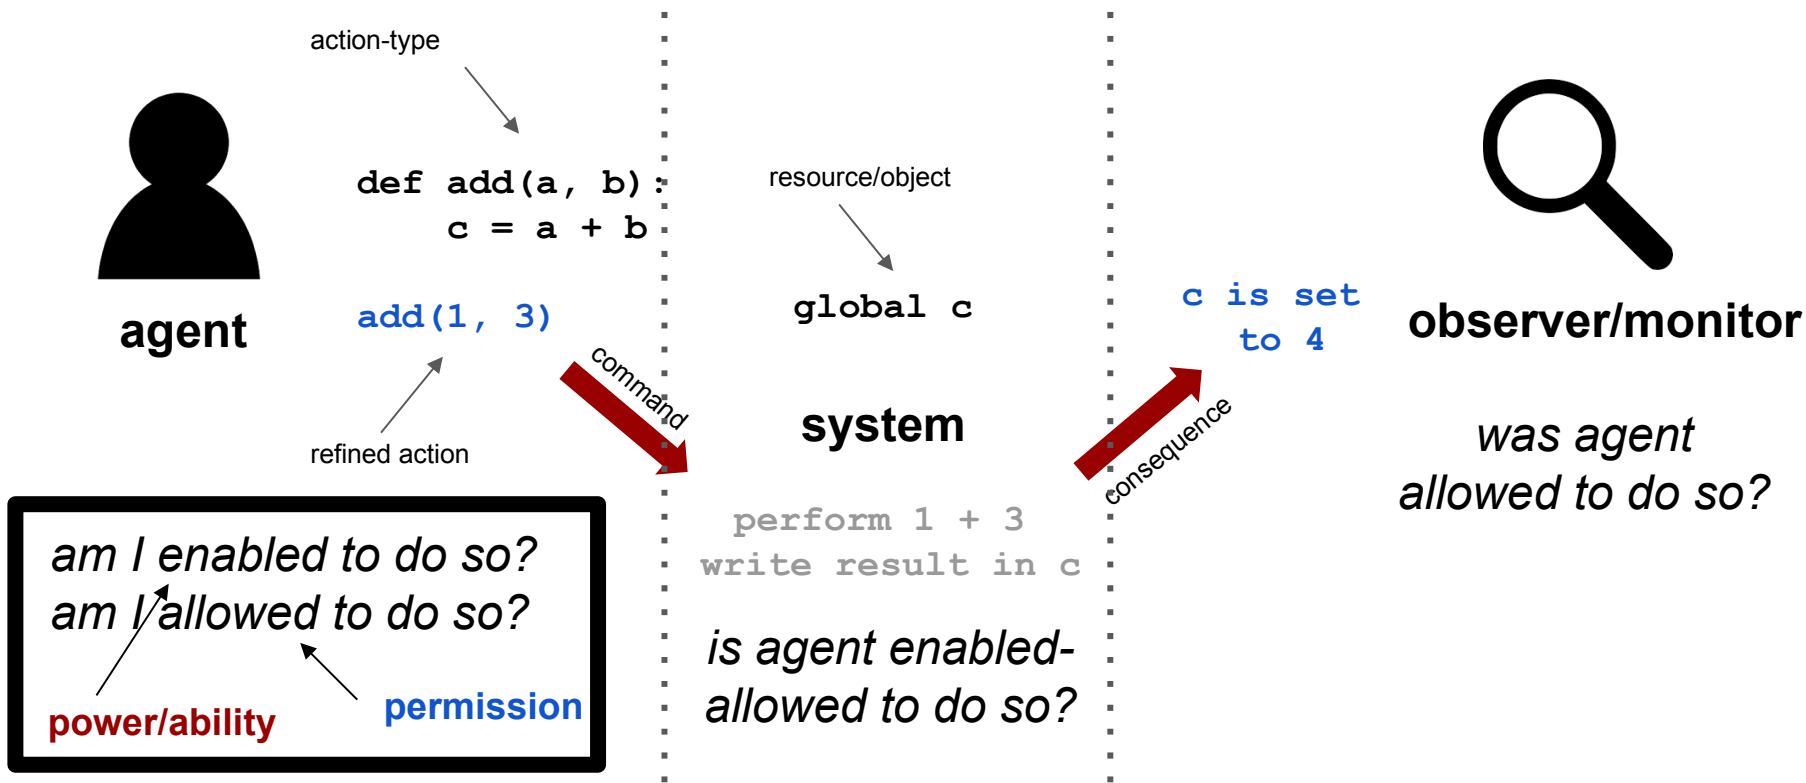 action-type
def add(a, b):
c = a + b
agent
add(1, 3)
refined action
am I enabled to do so?
am I allowed to do so?
power/ability
permission
command
resource/object
global c
system
perform 1 + 3
write result in c
is agent enabled-
allowed to do so?
consequence
c is set
to 4
observer/monitor
was agent
allowed to do so?